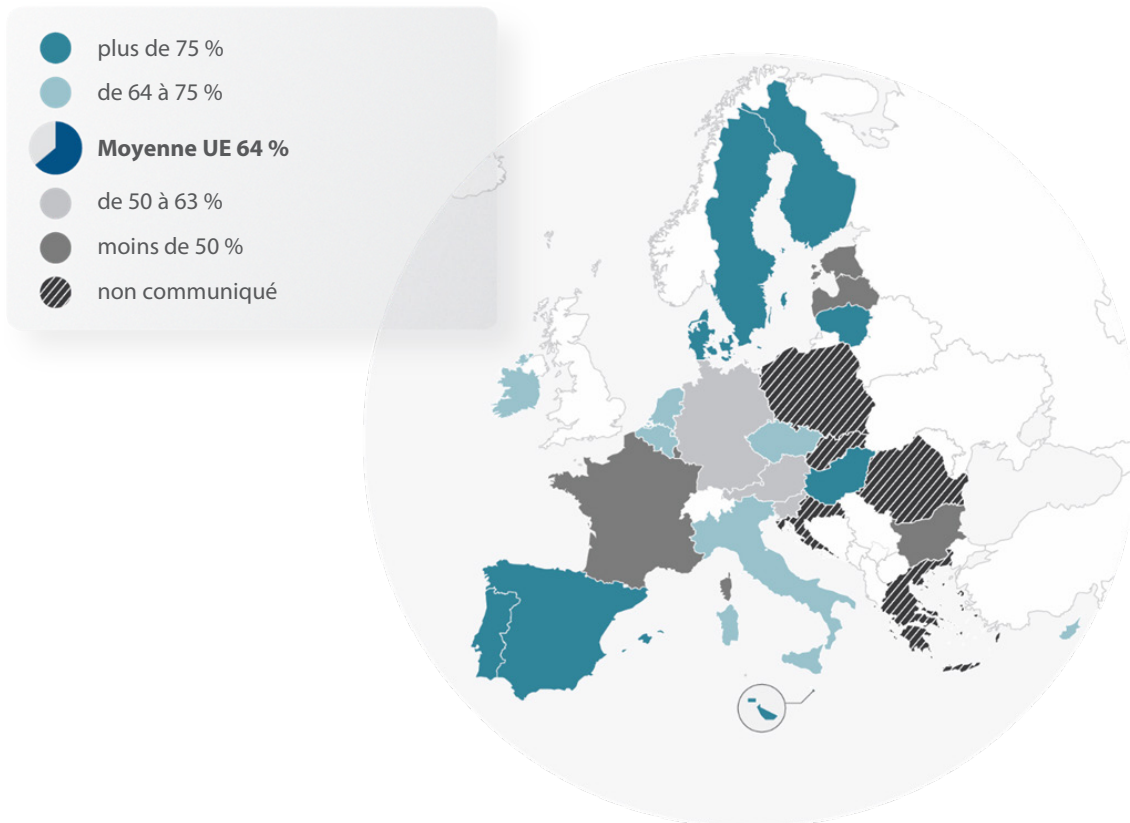 plus de 75 %
de 64 à 75 %
Moyenne UE 64 %
de 50 à 63 %
moins de 50 %
non communiqué